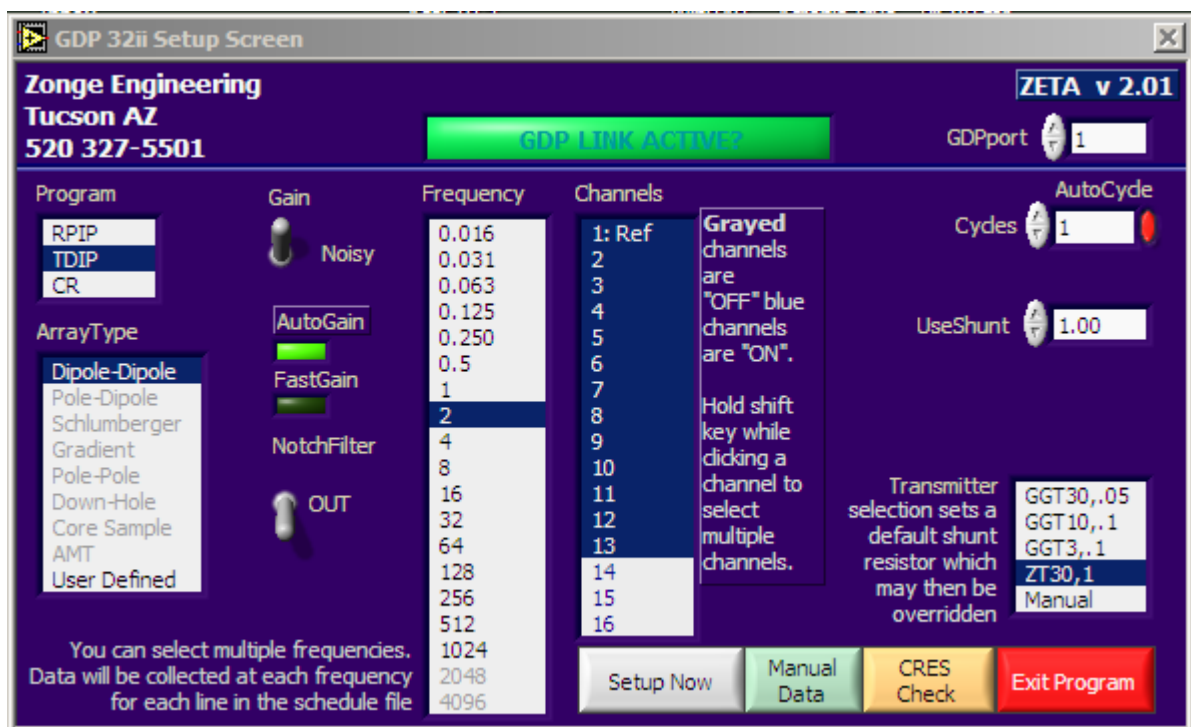 GDP 32ii Setup Screen
Zonge Engineering
Tucson AZ
520 327-5501
ZETA v 2.01
GDP LINK ACTIVE?
GDPport
1
Program
RPIP
TDIP
CR
Gain
Noisy
ArrayType
Dipole-Dipole
Pole-Dipole
Schlumberger
Gradient
Pole-Pole
Down-Hole
Core Sample
AMT
User Defined
AutoGain
FastGain
NotchFilter
OUT
Frequency
0.016
0.031
0.063
0.125
0.250
0.5
1
2
4
8
16
32
64
128
256
512
1024
2048
4096
Channels
1: Ref
2
3
4
5
6
7
8
9
10
11
12
13
14
15
16
Grayed
channels
are
"OFF" blue
channels
are "ON".
Hold shift
key while
clicking a
channel to
select
multiple
channels.
AutoCycle
Cycles
1
UseShunt
1.00
Transmitter
selection sets a
default shunt
resistor which
may then be
overridden
GGT30,.05
GGT10,.1
GGT3,.1
ZT30,1
Manual
You can select multiple frequencies.
Data will be collected at each frequency
for each line in the schedule file
Setup Now
Manual
Data
CRES
Check
Exit Program